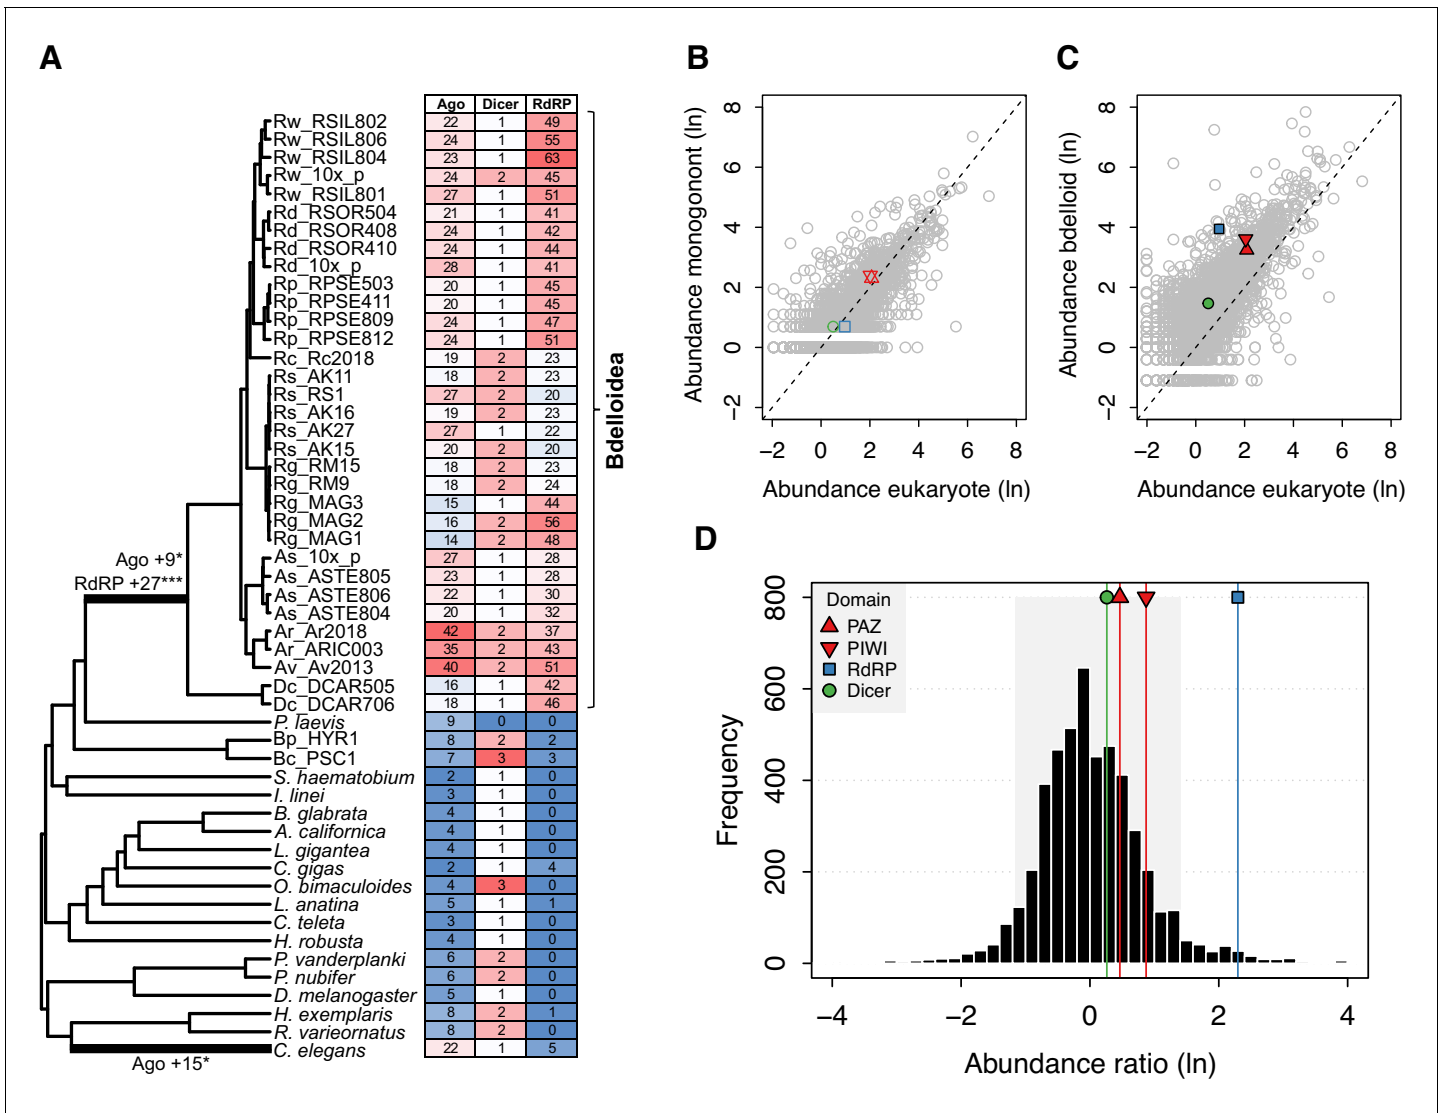 A
Ago Dicer RdRP
Rw_RSIL802 22 1 49
Rw_RSIL806 24 1 55
Rw_RSIL804 23 1 63
Rw_10x_p 24 2 45
Rw_RSIL801 27 1 51
Rd_RSOR504 21 1 41
Rd_RSOR408 24 1 42
Rd_RSOR410 24 1 44
Rd_10x_p 28 1 41
Rp_RPSE503 20 1 45
Rp_RPSE411 20 1 45
Rp_RPSE809 24 1 47
Rp_RPSE812 24 1 51
Rc_Rc2018 19 2 23
Rs_AK11 18 2 23
Rs_RS1 27 2 20
Rs_AK16 19 2 23
Rs_AK27 27 1 22
Rs_AK15 20 2 20
Rg_RM15 18 2 23
Rg_RM9 18 2 24
Rg_MAG3 15 1 44
Rg_MAG2 16 2 56
Rg_MAG1 14 2 48
As_10x_p 27 1 28
As_ASTE805 23 1 28
As_ASTE806 22 1 30
As_ASTE804 20 1 32
Ar_Ar2018 42 2 37
Ar_ARIC003 35 2 43
Av_Av2013 40 2 51
Dc_DCAR505 16 1 42
Dc_DCAR706 18 1 46
P. laevis 9 0 0
Bp_HYR1 8 2 2
Bc_PSC1 7 3 3
S. haematobium 2 1 0
I. linei 3 1 0
B. glabrata 4 1 0
A. californica 4 1 0
L. gigantea 4 1 0
C. gigas 2 1 4
O. bimaculoides 4 3 0
L. anatina 5 1 1
C. teleta 3 1 0
H. robusta 4 1 0
P. vanderplanki 6 2 0
P. nubifer 6 2 0
D. melanogaster 5 1 0
H. exemplaris 8 2 1
R. varieornatus 8 2 0
C. elegans 22 1 5
Ago +9*
RdRP +27***
Ago +15*
Bdelloidea
B
Abundance monogonont (ln)
8
6
4
2
0
−2
−2 0 2 4 6 8
Abundance eukaryote (ln)
C
Abundance bdelloid (ln)
8
6
4
2
0
−2
−2 0 2 4 6 8
Abundance eukaryote (ln)
D
Domain
PAZ
PIWI
RdRP
Dicer
Frequency
800
600
400
200
0
−4 −2 0 2 4
Abundance ratio (ln)